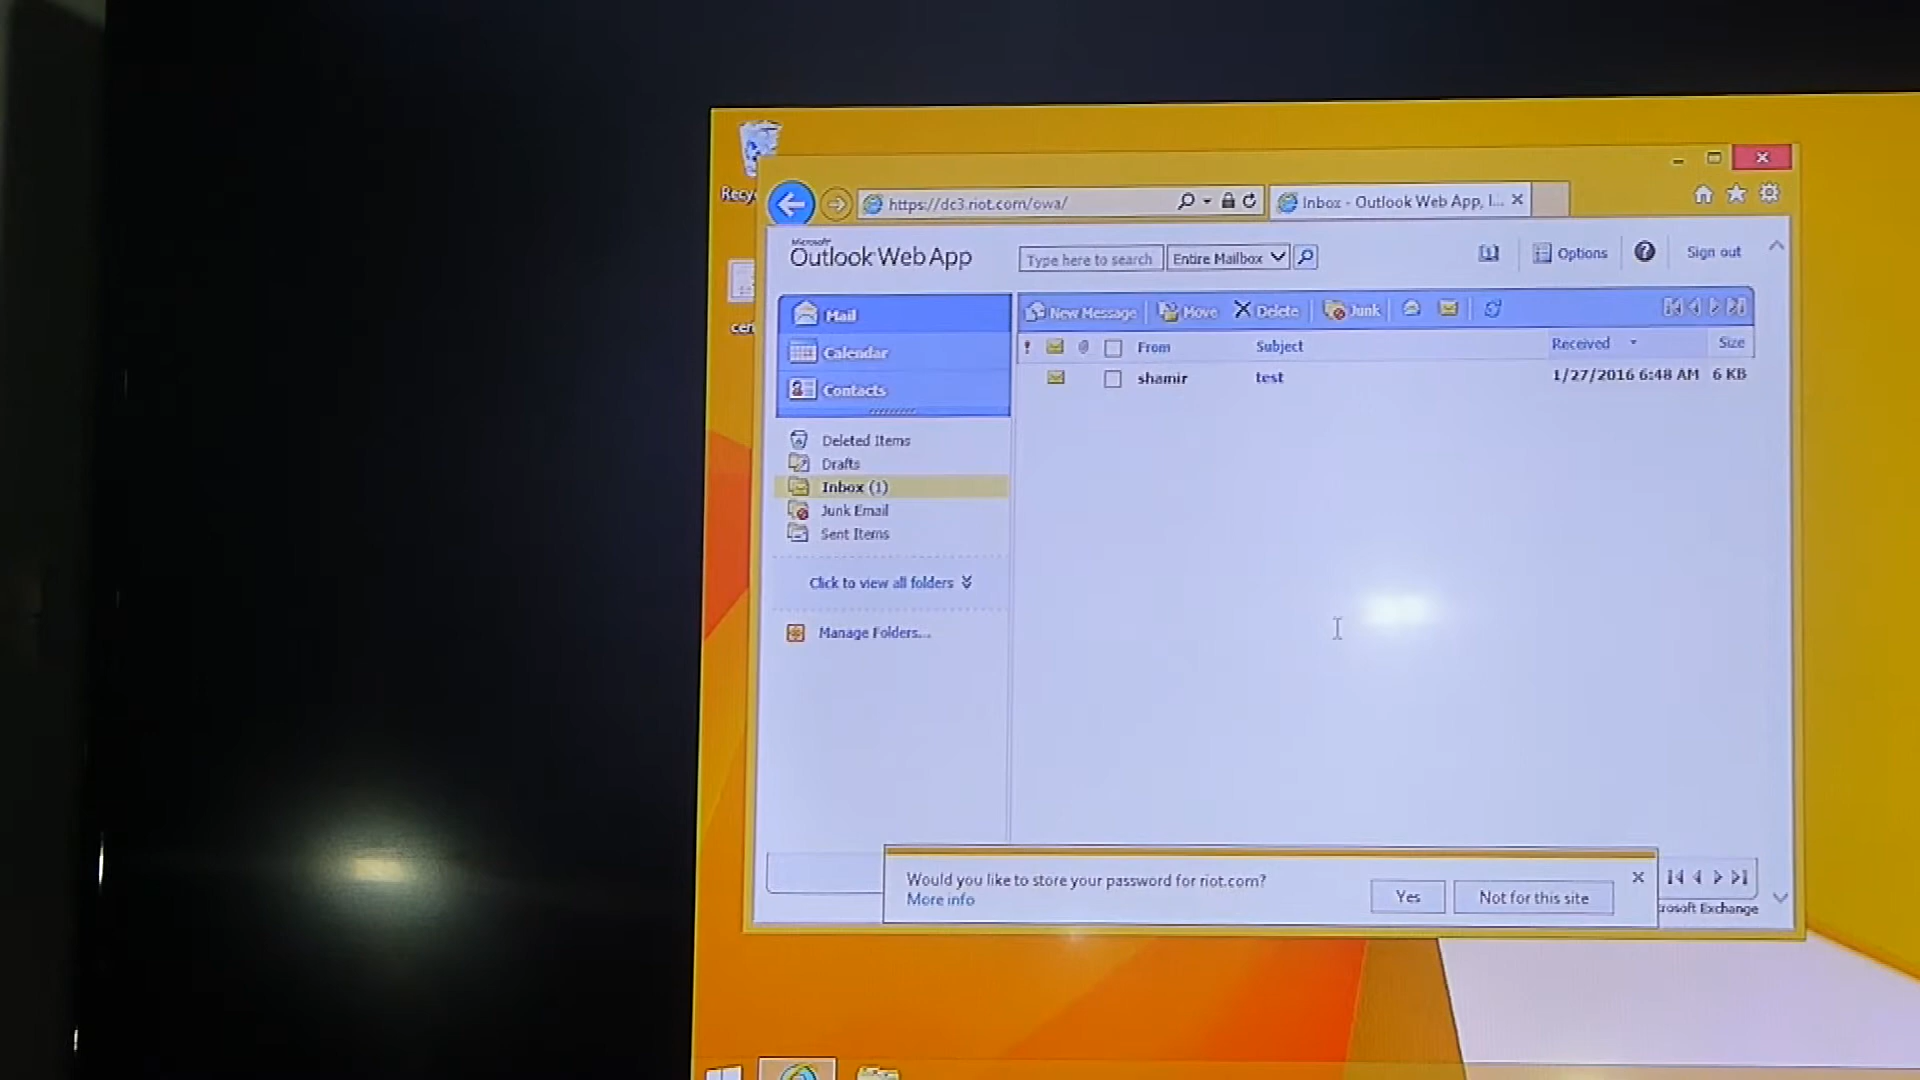 https://dc3.riot.com/owa/
Inbox - Outlook Web App, I...
Microsoft
Outlook Web App
Type here to search
Entire Mailbox
Options
Sign out
Mail
Calendar
Contacts
New Message
Move
Delete
Junk
From
Subject
Received
Size
shamir
test
1/27/2016 6:48 AM
6 KB
Deleted Items
Drafts
Inbox (1)
Junk Email
Sent Items
Click to view all folders
Manage Folders...
Would you like to store your password for riot.com?
More info
Yes
Not for this site
rosoft Exchange